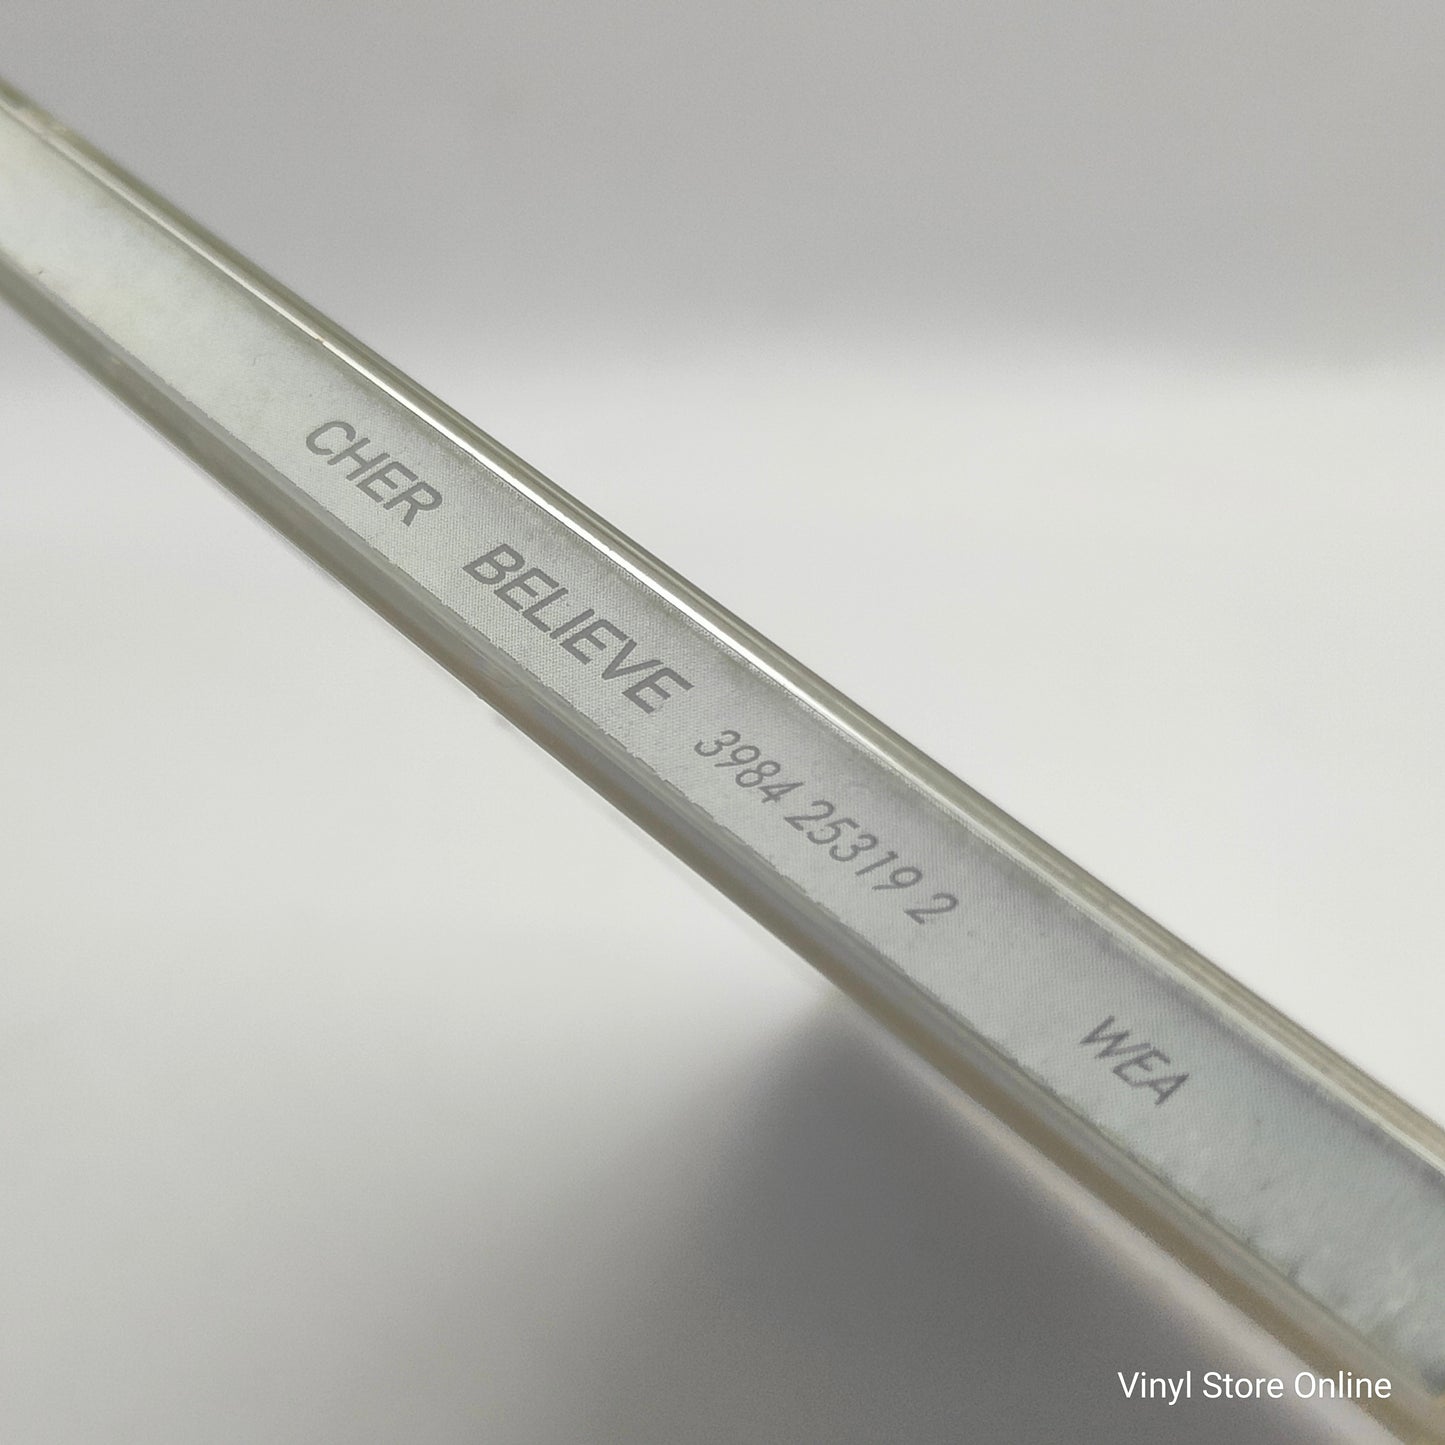 CHER BELIEVE 3984 25319 2 WEA
Vinyl Store Online